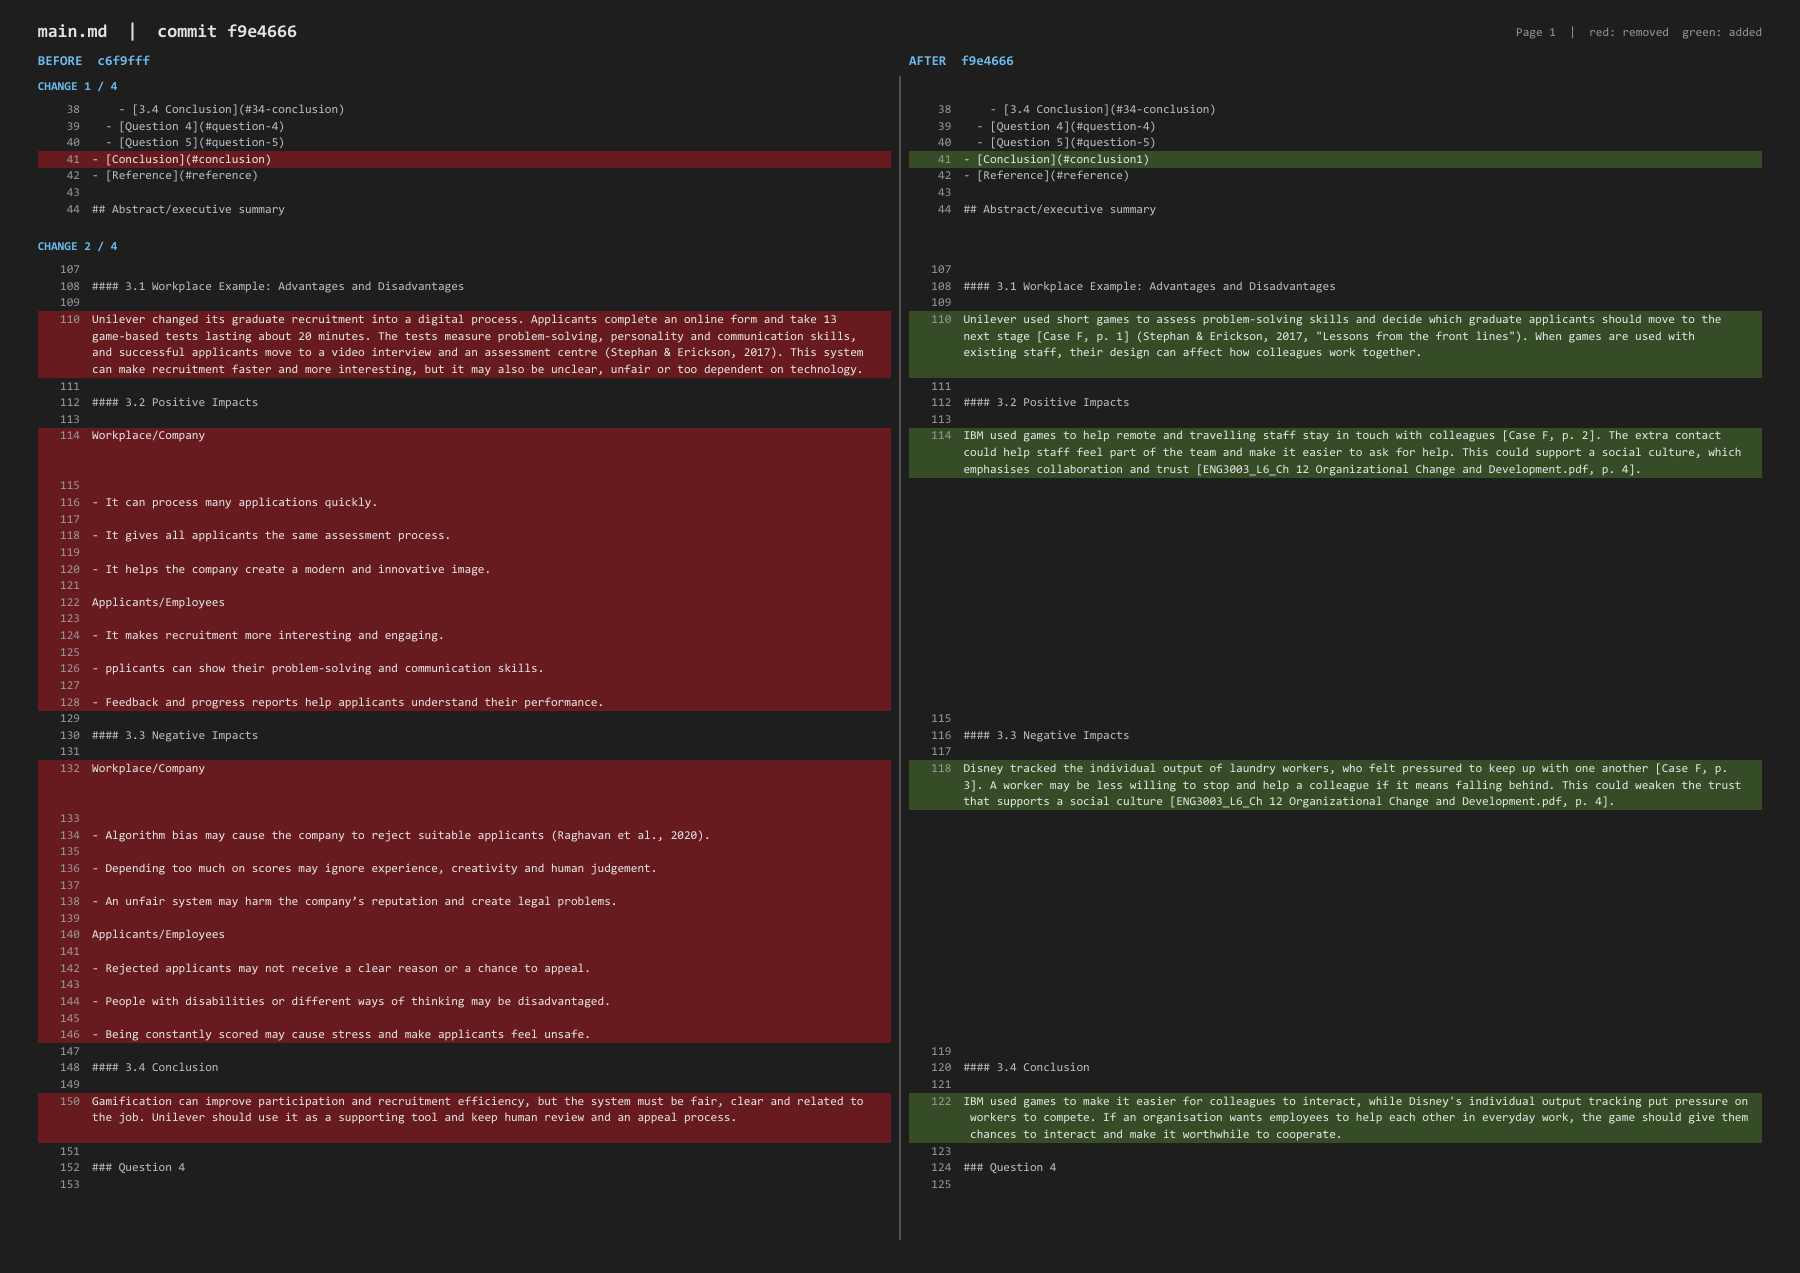 main.md | commit f9e4666
Page 1 | red: removed green: added
BEFORE c6f9fff
AFTER f9e4666
CHANGE 1 / 4
38 - [3.4 Conclusion](#34-conclusion)
39 - [Question 4](#question-4)
40 - [Question 5](#question-5)
41 - [Conclusion](#conclusion)
42 - [Reference](#reference)
43
44 ## Abstract/executive summary
38 - [3.4 Conclusion](#34-conclusion)
39 - [Question 4](#question-4)
40 - [Question 5](#question-5)
41 - [Conclusion](#conclusion1)
42 - [Reference](#reference)
43
44 ## Abstract/executive summary
CHANGE 2 / 4
107
108 #### 3.1 Workplace Example: Advantages and Disadvantages
109
110 Unilever changed its graduate recruitment into a digital process. Applicants complete an online form and take 13
game-based tests lasting about 20 minutes. The tests measure problem-solving, personality and communication skills,
and successful applicants move to a video interview and an assessment centre (Stephan & Erickson, 2017). This system
can make recruitment faster and more interesting, but it may also be unclear, unfair or too dependent on technology.
111
112 #### 3.2 Positive Impacts
113
114 Workplace/Company
115
116 - It can process many applications quickly.
117
118 - It gives all applicants the same assessment process.
119
120 - It helps the company create a modern and innovative image.
121
122 Applicants/Employees
123
124 - It makes recruitment more interesting and engaging.
125
126 - pplicants can show their problem-solving and communication skills.
127
128 - Feedback and progress reports help applicants understand their performance.
129
130 #### 3.3 Negative Impacts
131
132 Workplace/Company
133
134 - Algorithm bias may cause the company to reject suitable applicants (Raghavan et al., 2020).
135
136 - Depending too much on scores may ignore experience, creativity and human judgement.
137
138 - An unfair system may harm the company’s reputation and create legal problems.
139
140 Applicants/Employees
141
142 - Rejected applicants may not receive a clear reason or a chance to appeal.
143
144 - People with disabilities or different ways of thinking may be disadvantaged.
145
146 - Being constantly scored may cause stress and make applicants feel unsafe.
147
148 #### 3.4 Conclusion
149
150 Gamification can improve participation and recruitment efficiency, but the system must be fair, clear and related to
the job. Unilever should use it as a supporting tool and keep human review and an appeal process.
151
152 ### Question 4
153
107
108 #### 3.1 Workplace Example: Advantages and Disadvantages
109
110 Unilever used short games to assess problem-solving skills and decide which graduate applicants should move to the
next stage [Case F, p. 1] (Stephan & Erickson, 2017, "Lessons from the front lines"). When games are used with
existing staff, their design can affect how colleagues work together.
111
112 #### 3.2 Positive Impacts
113
114 IBM used games to help remote and travelling staff stay in touch with colleagues [Case F, p. 2]. The extra contact
could help staff feel part of the team and make it easier to ask for help. This could support a social culture, which
emphasises collaboration and trust [ENG3003_L6_Ch 12 Organizational Change and Development.pdf, p. 4].
115
116 #### 3.3 Negative Impacts
117
118 Disney tracked the individual output of laundry workers, who felt pressured to keep up with one another [Case F, p.
3]. A worker may be less willing to stop and help a colleague if it means falling behind. This could weaken the trust
that supports a social culture [ENG3003_L6_Ch 12 Organizational Change and Development.pdf, p. 4].
119
120 #### 3.4 Conclusion
121
122 IBM used games to make it easier for colleagues to interact, while Disney's individual output tracking put pressure on
workers to compete. If an organisation wants employees to help each other in everyday work, the game should give them
chances to interact and make it worthwhile to cooperate.
123
124 ### Question 4
125